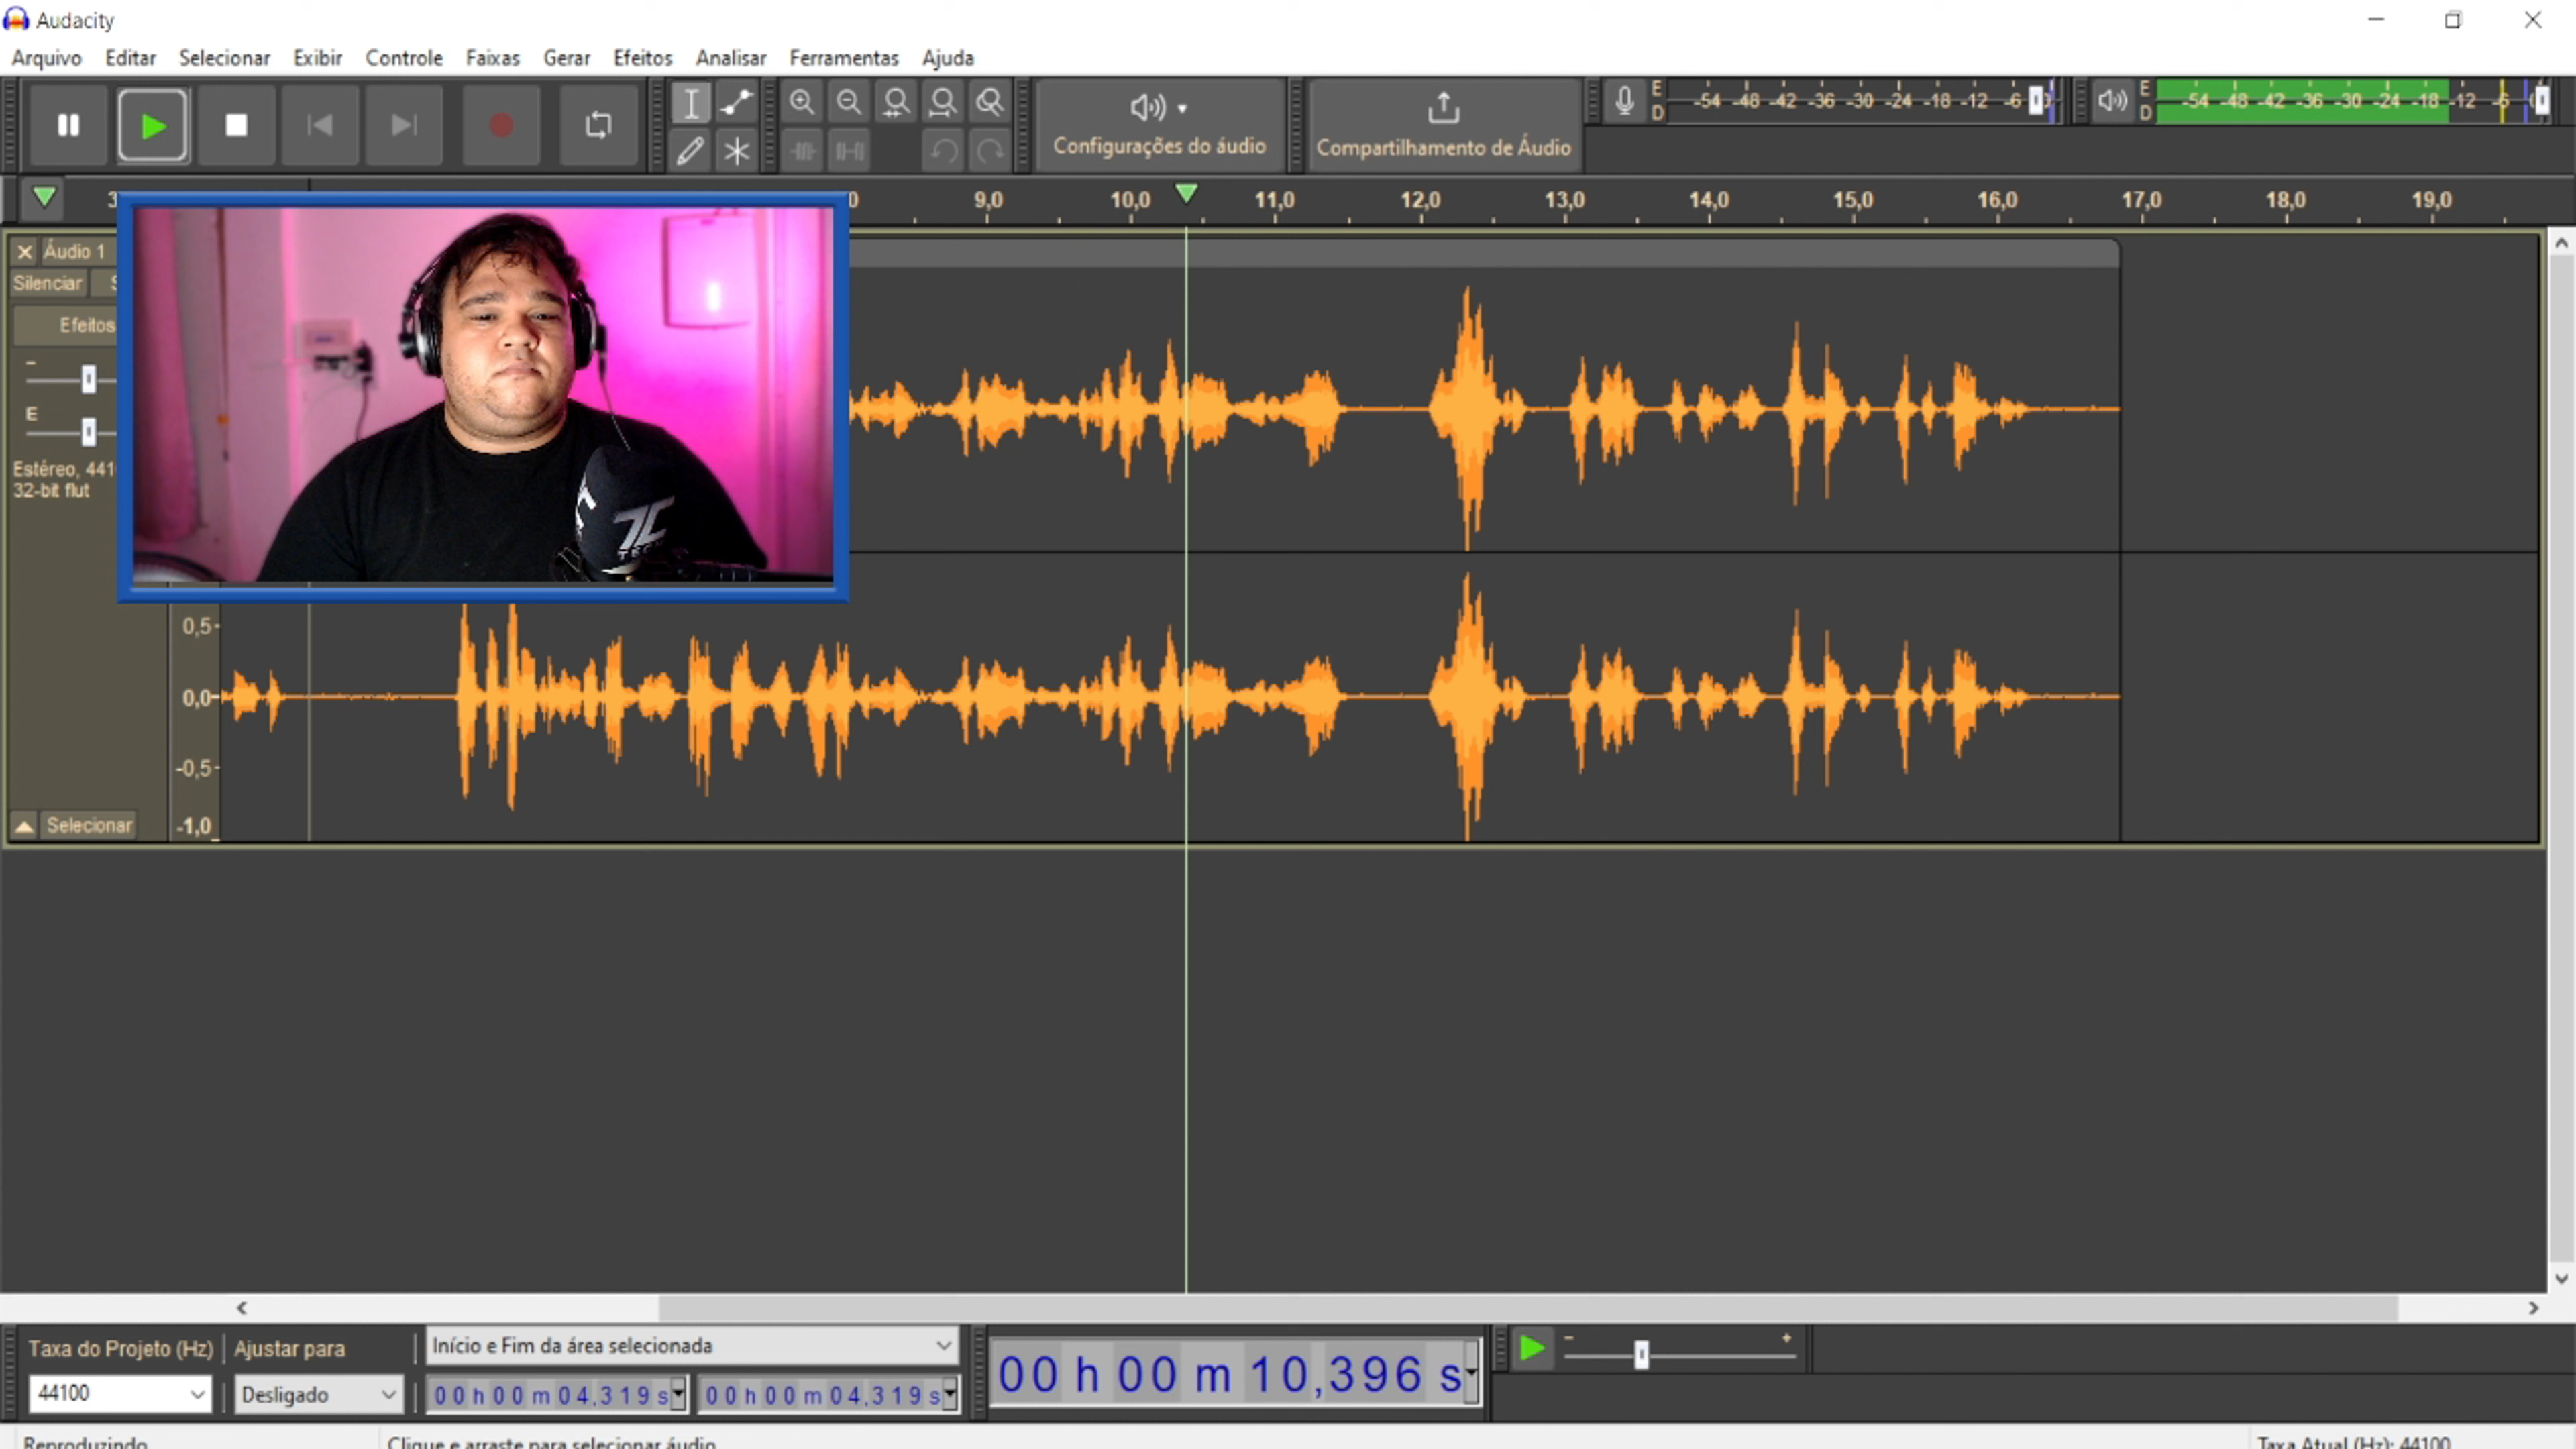 Audacity
Arquivo Editar Selecionar Exibir Controle Faixas Gerar Efeitos Analisar Ferramentas Ajuda
E -54 -48 -42 -36 -30 -24 -18 -12 -6
D
E -54 -48 -42 -36 -30 -24 -18 -12 -6
D
Configurações do áudio
Compartilhamento de Áudio
9,0 10,0 11,0 12,0 13,0 14,0 15,0 16,0 17,0 18,0 19,0
Áudio 1
Silenciar S
Efeitos
E
Estéreo, 441
32-bit flut
TC
TECH
0,5
0,0
-0,5
-1,0
Selecionar
Taxa do Projeto (Hz) Ajustar para Início e Fim da área selecionada
44100 Desligado 00 h 00 m 04,319 s 00 h 00 m 04,319 s
00 h 00 m 10,396 s
Reproduzindo Clique e arraste para selecionar áudio Taxa Atual (Hz): 44100